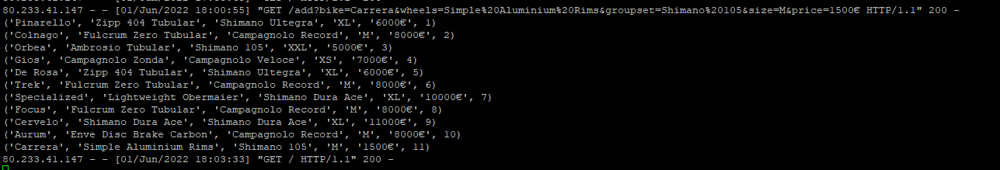 80.233.41.147 - - [01/Jun/2022 18:00:55] "GET /add?bike=Carrera&wheels=Simple%20Aluminium%20Rims&groupset=Shimano%20105&size=M&price=1500€ HTTP/1.1" 200 -
('Pinarello', 'Zipp 404 Tubular', 'Shimano Ultegra', 'XL', '6000€', 1)
('Colnago', 'Fulcrum Zero Tubular', 'Campagnolo Record', 'M', '8000€', 2)
('Orbea', 'Ambrosio Tubular', 'Shimano 105', 'XXL', '5000€', 3)
('Gios', 'Campagnolo Zonda', 'Campagnolo Veloce', 'XS', '7000€', 4)
('De Rosa', 'Zipp 404 Tubular', 'Shimano Ultegra', 'XL', '6000€', 5)
('Trek', 'Fulcrum Zero Tubular', 'Campagnolo Record', 'M', '8000€', 6)
('Specialized', 'Lightweight Obermaier', 'Shimano Dura Ace', 'XL', '10000€', 7)
('Focus', 'Fulcrum Zero Tubular', 'Campagnolo Record', 'M', '8000€', 8)
('Cervelo', 'Shimano Dura Ace', 'Shimano Dura Ace', 'XL', '11000€', 9)
('Aurum', 'Enve Disc Brake Carbon', 'Campagnolo Record', 'M', '8000€', 10)
('Carrera', 'Simple Aluminium Rims', 'Shimano 105', 'M', '1500€', 11)
80.233.41.147 - - [01/Jun/2022 18:03:33] "GET / HTTP/1.1" 200 -